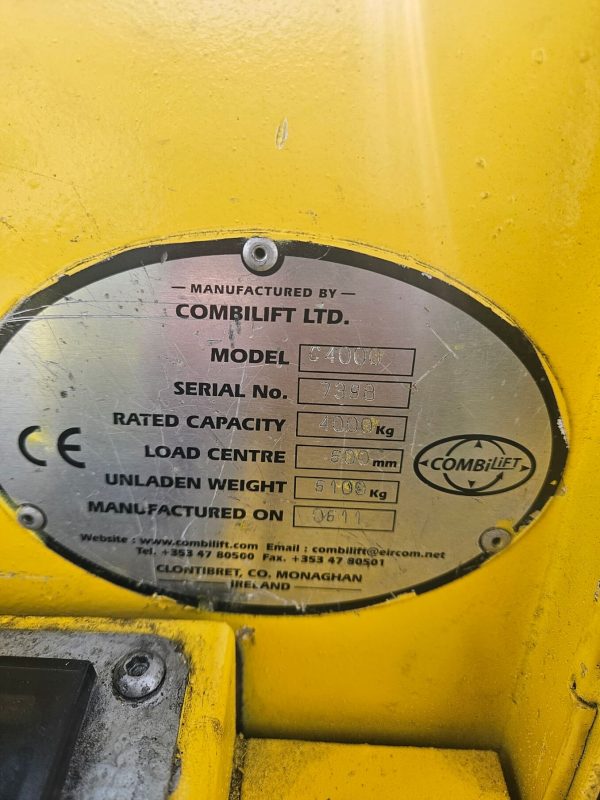 — MANUFACTURED BY —
COMBILIFT LTD.
MODEL C4000
SERIAL No. 7398
RATED CAPACITY 4000 Kg
LOAD CENTRE 600 mm
UNLADEN WEIGHT Kg
MANUFACTURED ON 0611
CE
COMBiLiFT
Website : www.combilift.com Email : combilift@eircom.net
Tel. +353 47 80500 Fax. +353 47 80501
CLONTIBRET, CO. MONAGHAN
IRELAND